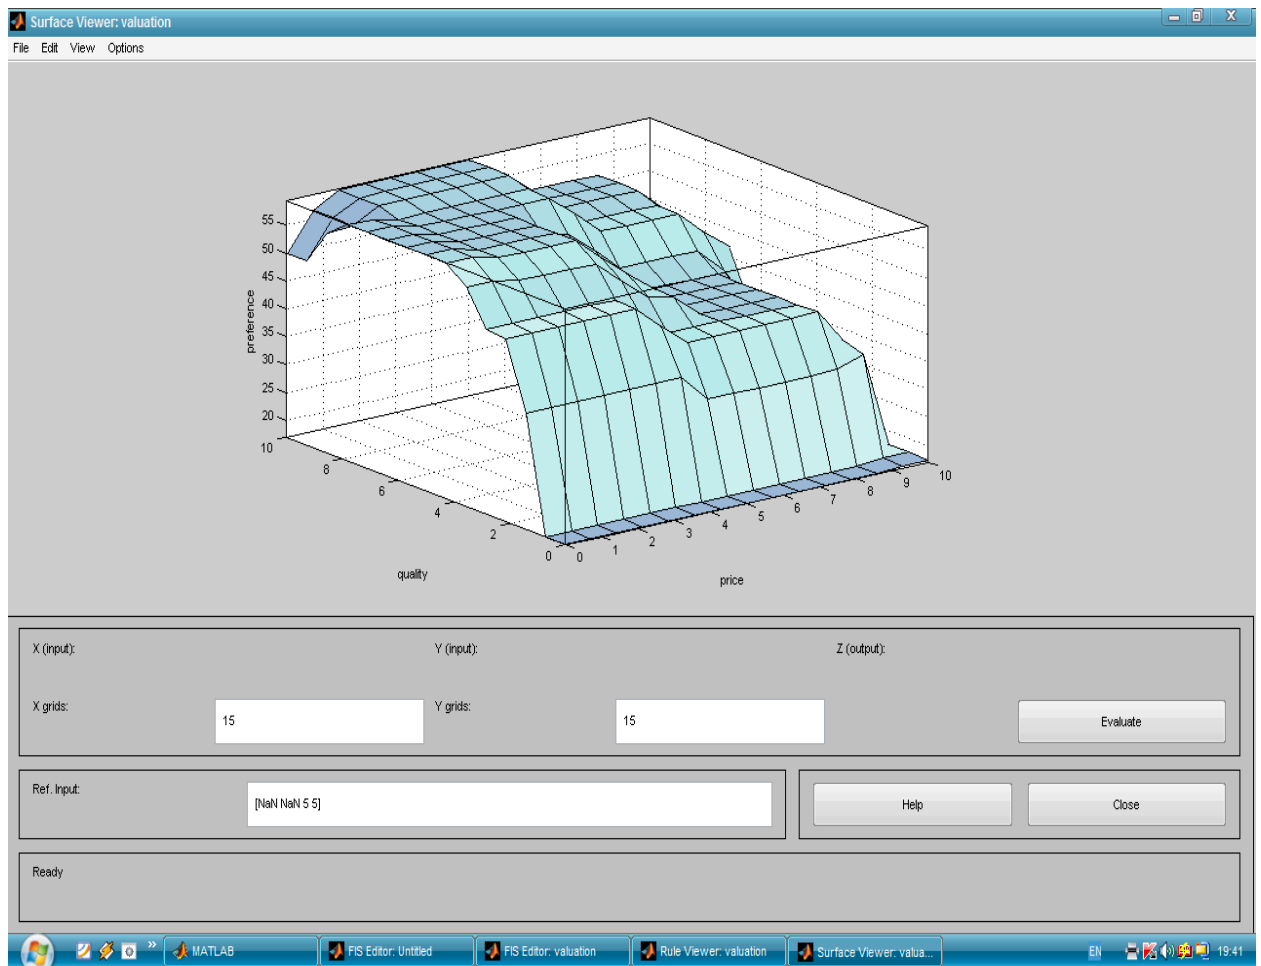 Surface Viewer: valuation
File Edit View Options
55
50
45
40
35
30
25
20
preference
10
8
6
4
2
0
quality
0
1
2
3
4
5
6
7
8
9
10
price
X (input): Y (input): Z (output):
X grids: 15 Y grids: 15 Evaluate
Ref. Input: [NaN NaN 5 5] Help Close
Ready
» MATLAB FIS Editor: Untitled FIS Editor: valuation Rule Viewer: valuation Surface Viewer: valua... EN 19:41